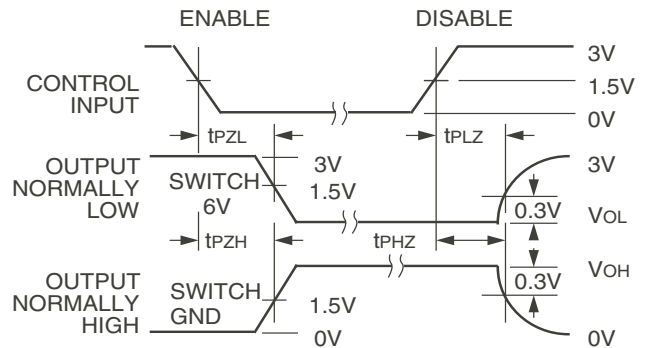 ENABLE DISABLE
3V
CONTROL INPUT 1.5V
0V
tPZL tPLZ
OUTPUT NORMALLY LOW
SWITCH 6V
3V
1.5V
3V
0.3V VOL
tPZH tPHZ
OUTPUT NORMALLY HIGH
SWITCH GND
1.5V
0V
VOH
0.3V
0V